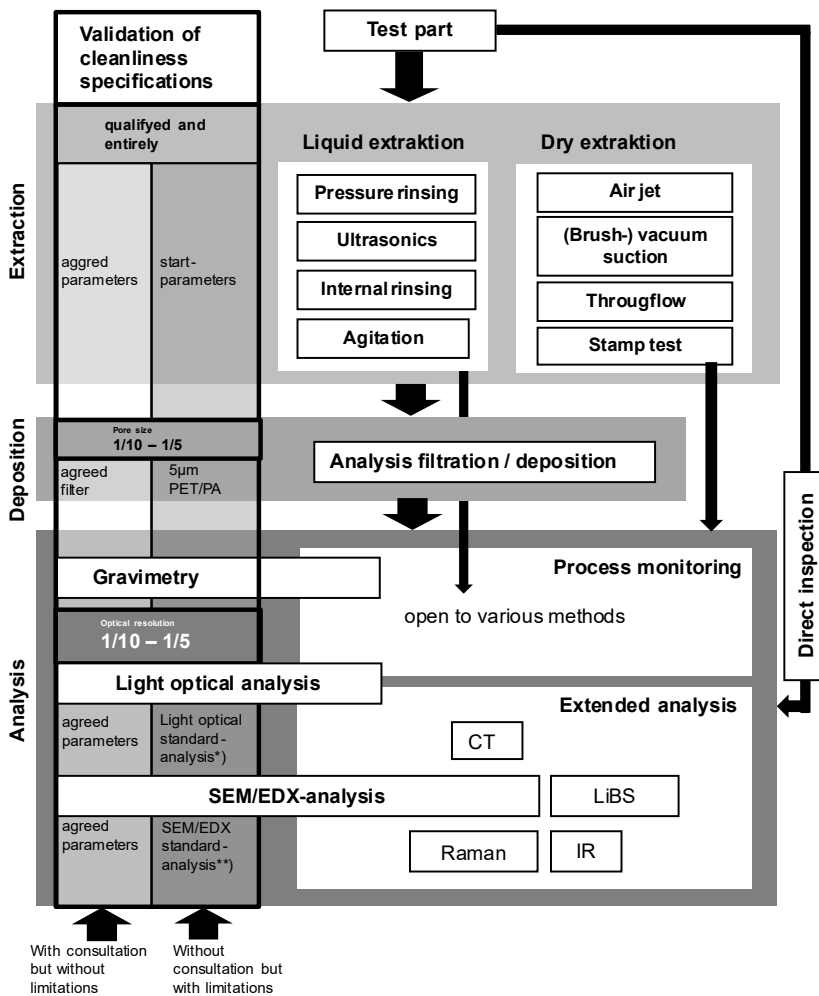 Validation of
cleanliness
specifications
Test part
Extraction
qualifyed and
entirely
aggred
parameters
start-
parameters
Liquid extraktion
Pressure rinsing
Ultrasonics
Internal rinsing
Agitation
Dry extraktion
Air jet
(Brush-) vacuum
suction
Througflow
Stamp test
Deposition
Pore size
1/10 – 1/5
agreed
filter
5µm
PET/PA
Analysis filtration / deposition
Direct inspection
Analysis
Gravimetry
Process monitoring
open to various methods
Optical resolution
1/10 – 1/5
Light optical analysis
agreed
parameters
Light optical
standard-
analysis*)
Extended analysis
CT
SEM/EDX-analysis
LiBS
agreed
parameters
SEM/EDX
standard-
analysis**)
Raman
IR
With consultation
but without
limitations
Without
consultation but
with limitations